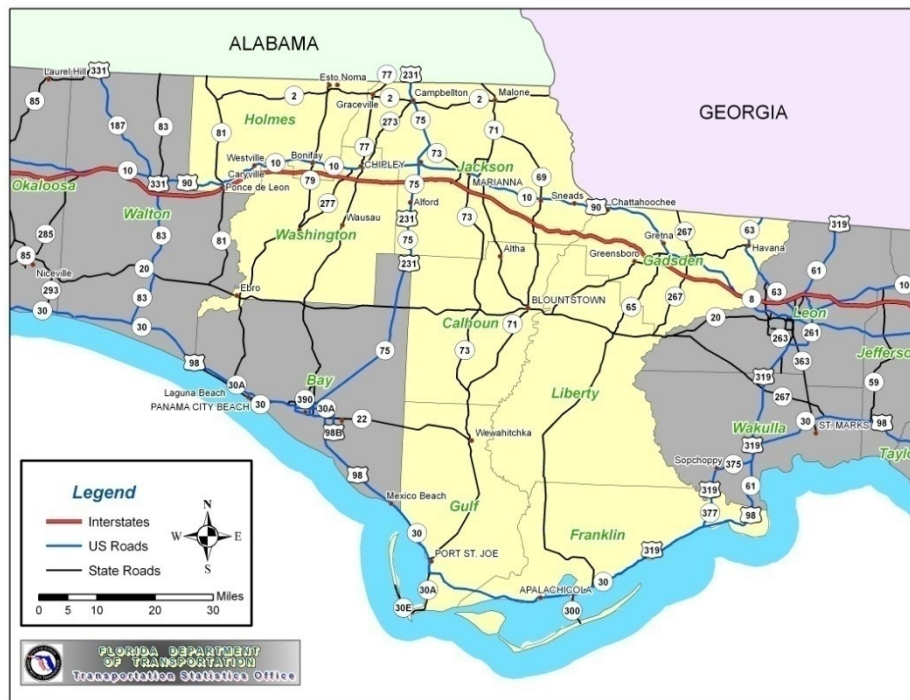 ALABAMA
GEORGIA
Laurel Hill
331
85
187
83
81
Esto Noma
77
231
2
Graceville
2
Campbellton
2
Malone
Holmes
273
75
71
Westville
Bonifay
77
CHIPLEY
73
Jackson
10
10
MARIANNA
69
Caryville
Ponce de Leon
79
75
10
Sneads
90
Chattahoochee
Okaloosa
10
331
90
277
Alford
Walton
83
81
Washington
Wausau
231
73
Gretna
267
63
Havana
319
285
75
Altha
Greensboro
Gadsden
61
85
20
231
10
Niceville
293
83
Ebro
BLOUNTSTOWN
65
267
8
63
Leon
30
30
Calhoun
71
20
263
261
75
73
363
Jefferso
98
30A
Bay
Liberty
319
59
Laguna Beach
390
267
PANAMA CITY BEACH
30
30A
22
30
98
98B
Wewahitchka
Wakulla
ST. MARKS
319
Sopchoppy
375
Taylo
98
61
319
Mexico Beach
Gulf
377
98
30
Franklin
319
PORT ST. JOE
30A
30
APALACHICOLA
30E
300
Legend
Interstates
US Roads
State Roads
N
W
E
S
0 5 10 20 30 Miles
FLORIDA DEPARTMENT
OF TRANSPORTATION
Transportation Statistics Office